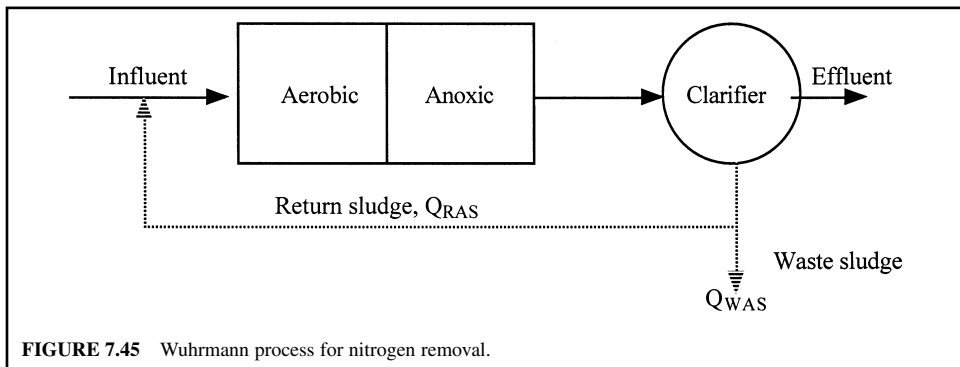 Influent
Aerobic
Anoxic
Clarifier
Effluent
Return sludge, QRAS
Waste sludge
QWAS
FIGURE 7.45 Wuhrmann process for nitrogen removal.